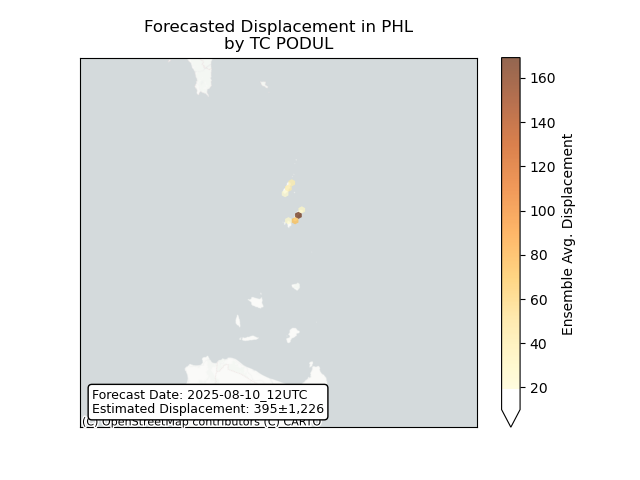 Forecasted Displacement in PHL
by TC PODUL
160
140
120
100
80
60
40
20
Ensemble Avg. Displacement
Forecast Date: 2025-08-10_12UTC
Estimated Displacement: 395±1,226
(C) OpenStreetMap contributors (C) CARTO